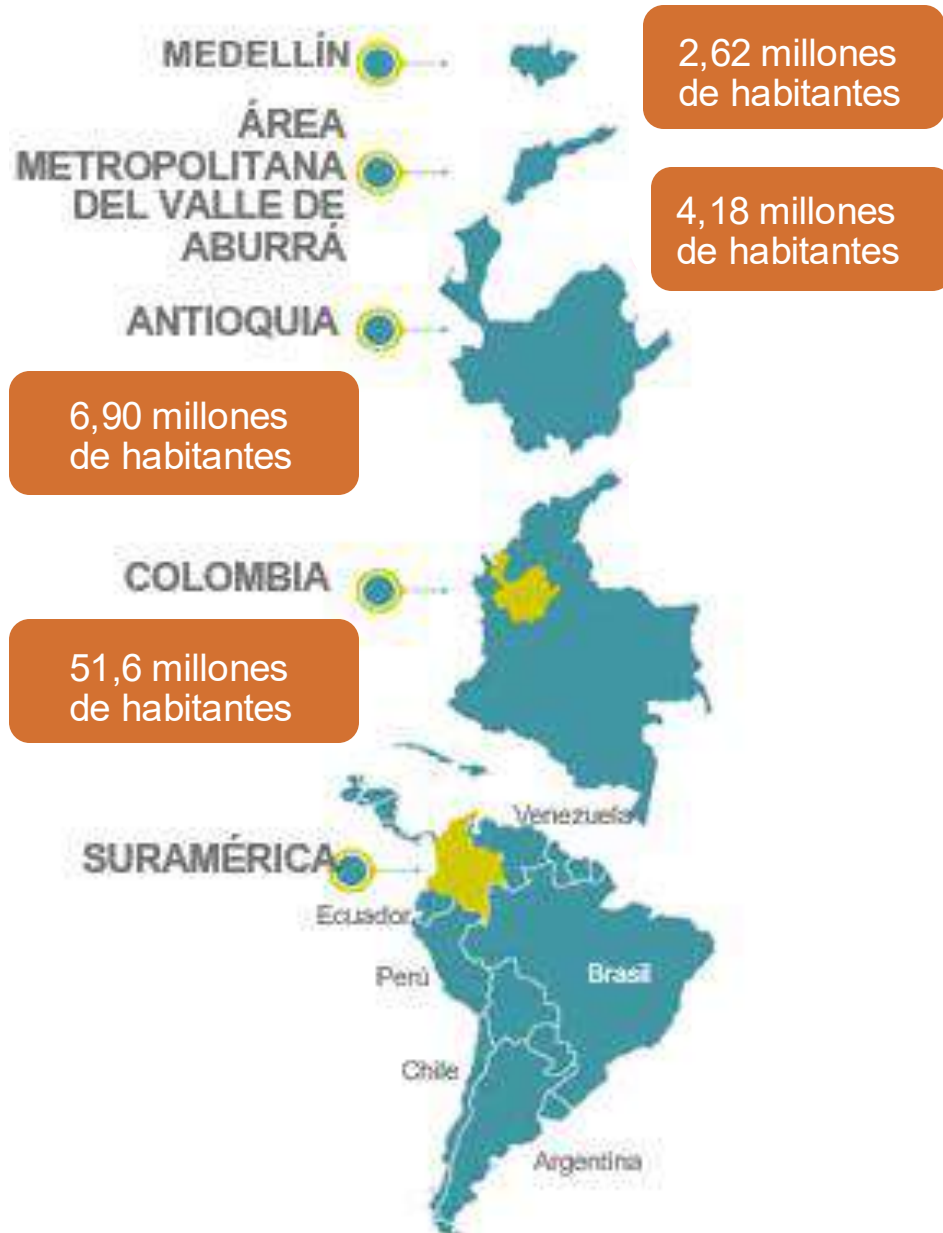 MEDELLÍN
2,62 millones
de habitantes
ÁREA
METROPOLITANA
DEL VALLE DE
ABURRÁ
4,18 millones
de habitantes
ANTIOQUIA
6,90 millones
de habitantes
COLOMBIA
51,6 millones
de habitantes
Venezuela
SURAMÉRICA
Ecuador
Perú
Brasil
Chile
Argentina